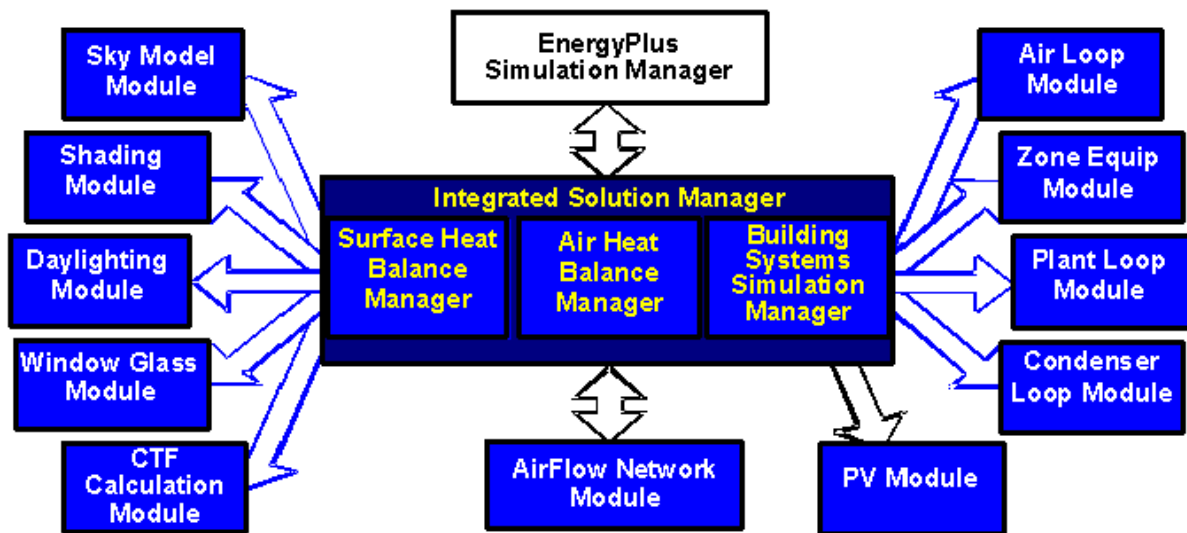 EnergyPlus
Simulation Manager
Sky Model
Module
Shading
Module
Daylighting
Module
Window Glass
Module
CTF
Calculation
Module
Integrated Solution Manager
Surface Heat
Balance
Manager
Air Heat
Balance
Manager
Building
Systems
Simulation
Manager
AirFlow Network
Module
PV Module
Air Loop
Module
Zone Equip
Module
Plant Loop
Module
Condenser
Loop Module